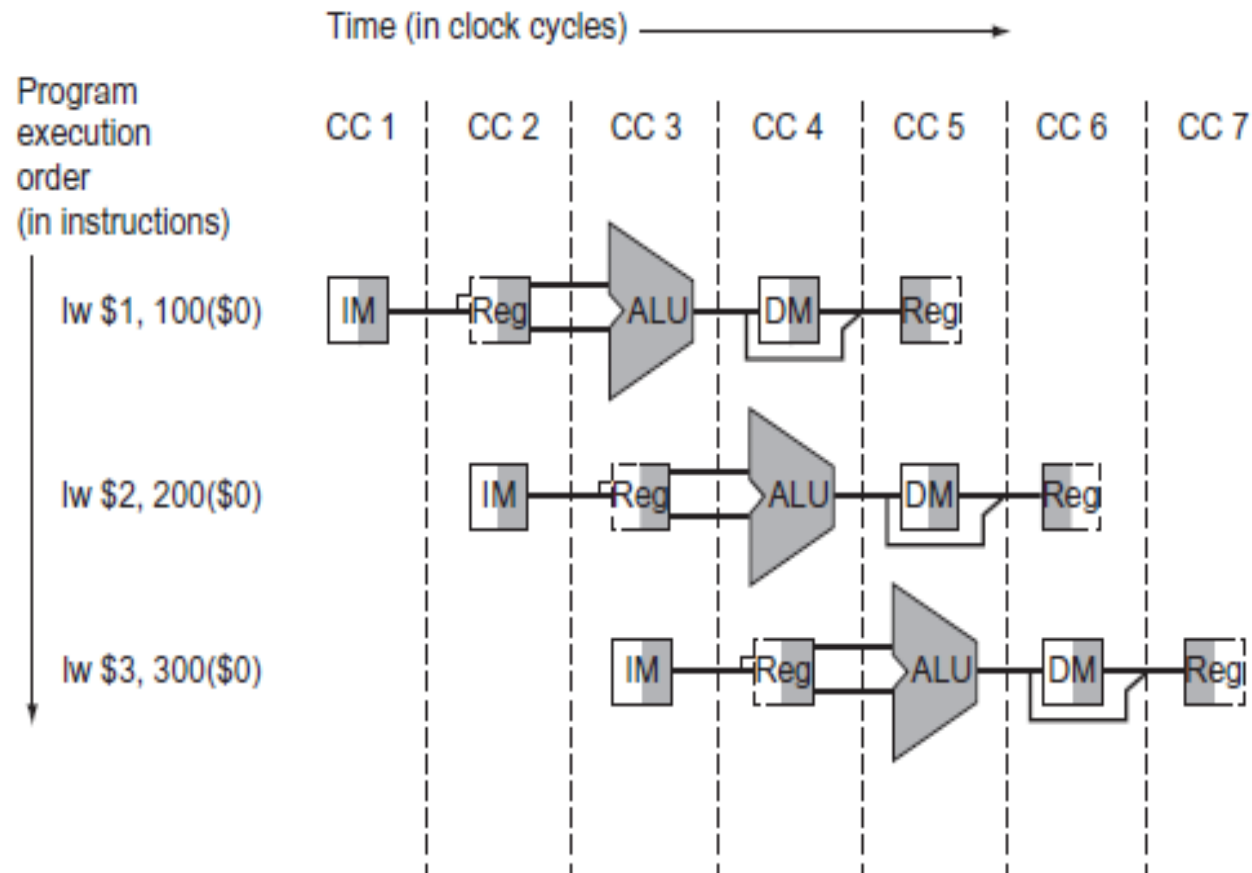 Time (in clock cycles)
Program
execution
order
(in instructions)
CC 1 CC 2 CC 3 CC 4 CC 5 CC 6 CC 7
lw $1, 100($0)
IM Reg ALU DM Reg
lw $2, 200($0)
IM Reg ALU DM Reg
lw $3, 300($0)
IM Reg ALU DM Reg